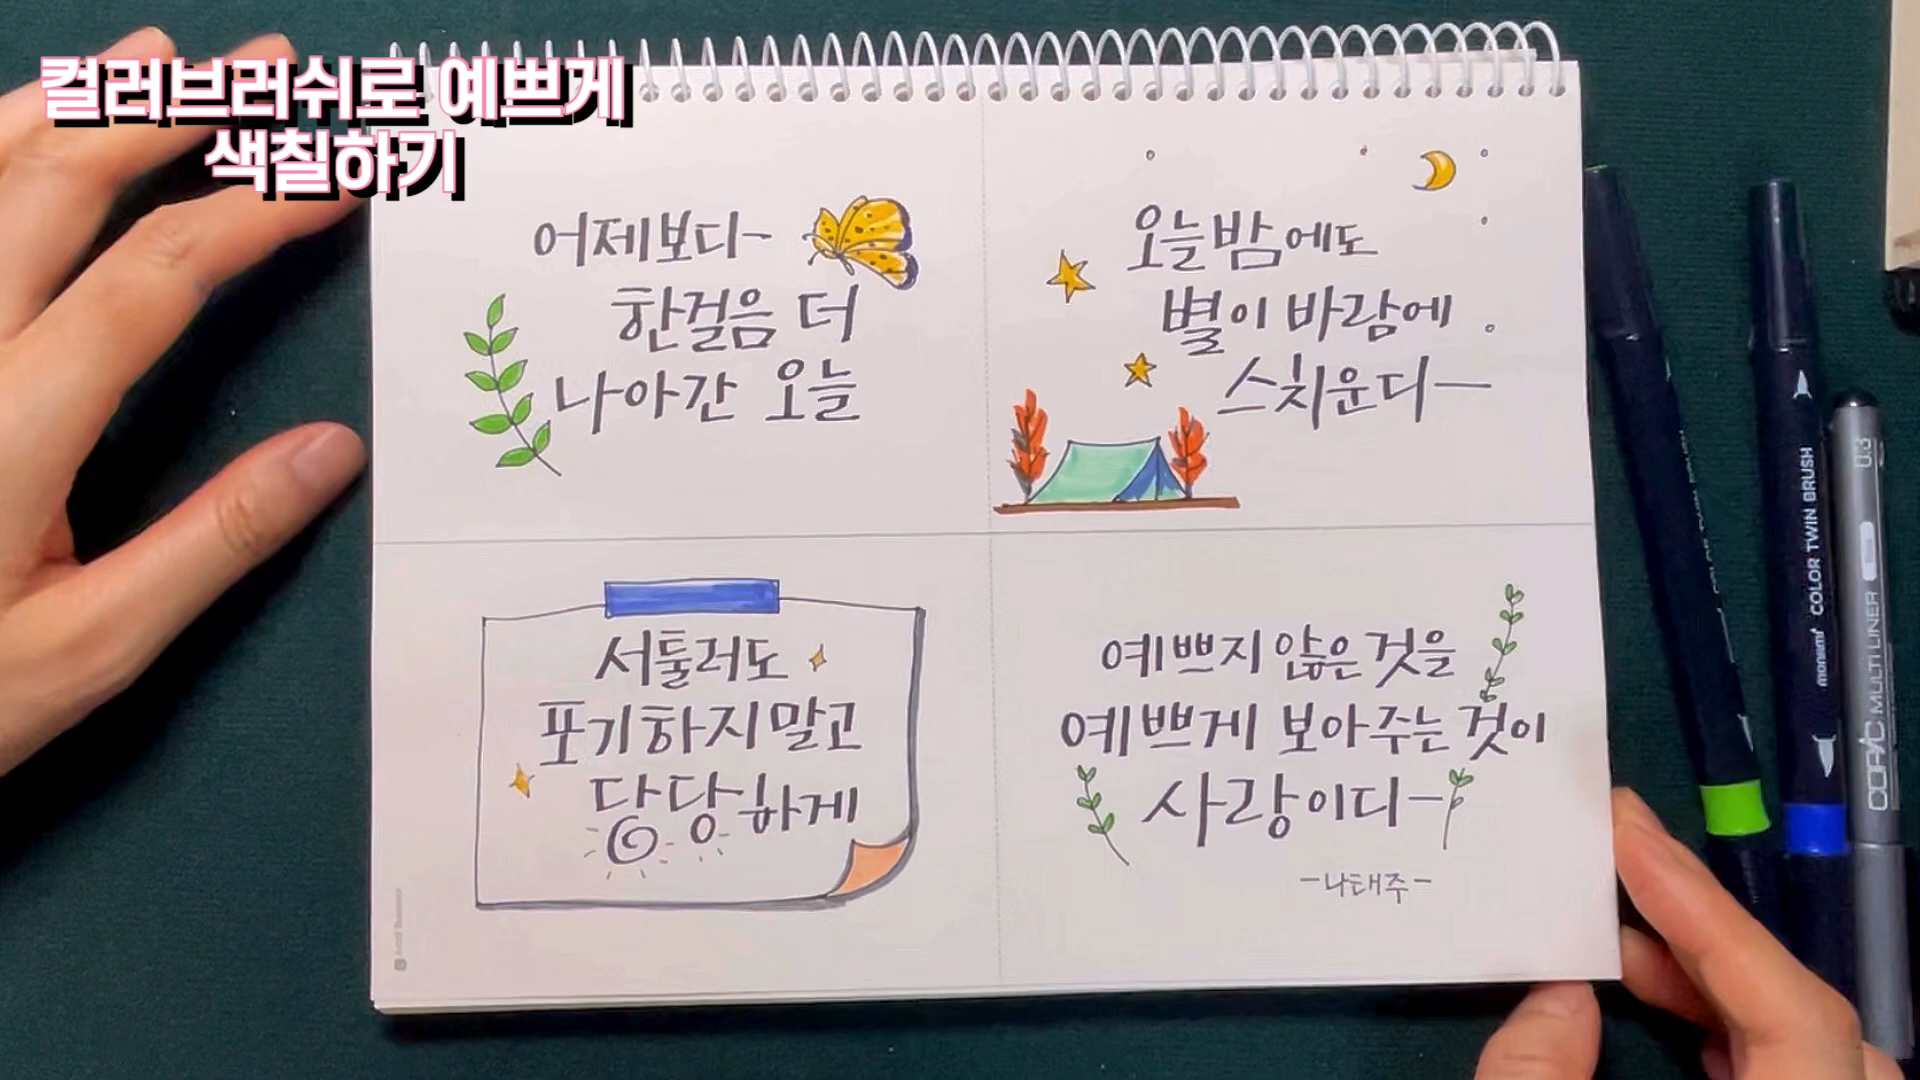 컬러브러쉬로 예쁘게
색칠하기
어제보다
한걸음 더
나아간 오늘
오늘밤에도
별이 바람에
스치운다
서툴러도
포기하지말고
당당하게
예쁘지 않은 것을
예쁘게 보아주는 것이
사랑이다
-나태주-
COLOR TWIN BRUSH
monami COLOR TWIN BRUSH
COPIC MULTILINER 0.3